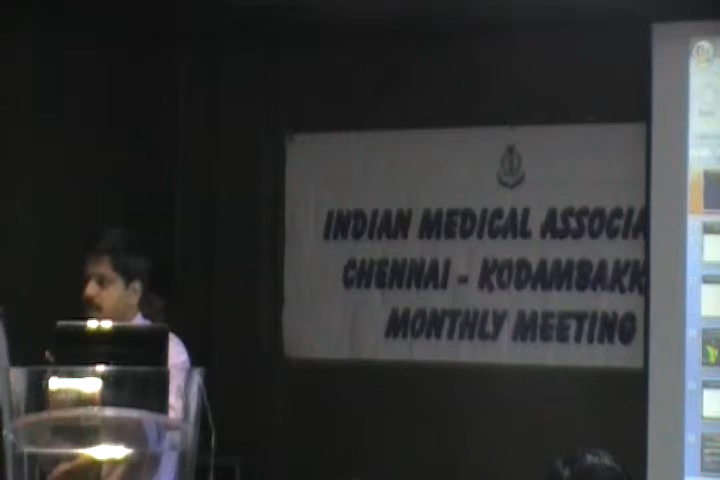 INDIAN MEDICAL ASSOCIA
CHENNAI - KODAMBAKK
MONTHLY MEETING